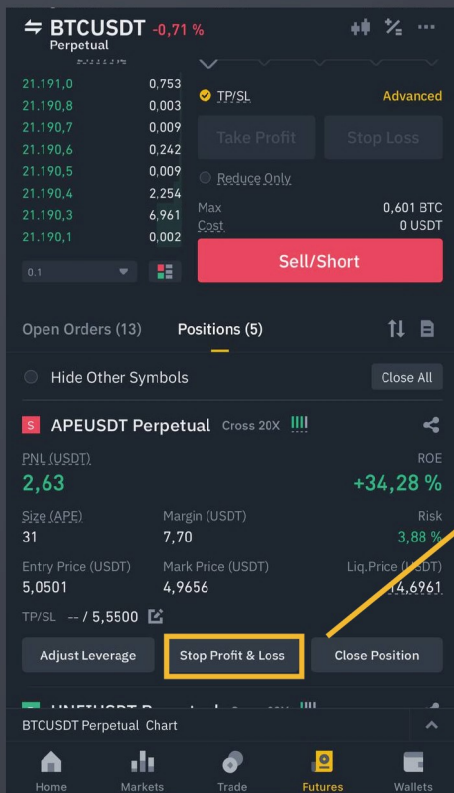 BTCUSDT -0,71 %
Perpetual
21.191,0 0,753
21.190,8 0,003
21.190,7 0,009
21.190,6 0,242
21.190,5 0,009
21.190,4 2,254
21.190,3 6,961
21.190,1 0,002
0.1
TP/SL Advanced
Take Profit Stop Loss
Reduce Only
Max 0,601 BTC
Cost 0 USDT
Sell/Short
Open Orders (13) Positions (5)
Hide Other Symbols Close All
S APEUSDT Perpetual Cross 20X
PNL (USDT) ROE
2,63 +34,28 %
Size (APE) Margin (USDT) Risk
31 7,70 3,88 %
Entry Price (USDT) Mark Price (USDT) Liq.Price (USDT)
5,0501 4,9656 14,6961
TP/SL -- / 5,5500
Adjust Leverage Stop Profit & Loss Close Position
BTCUSDT Perpetual Chart
Home Markets Trade Futures Wallets